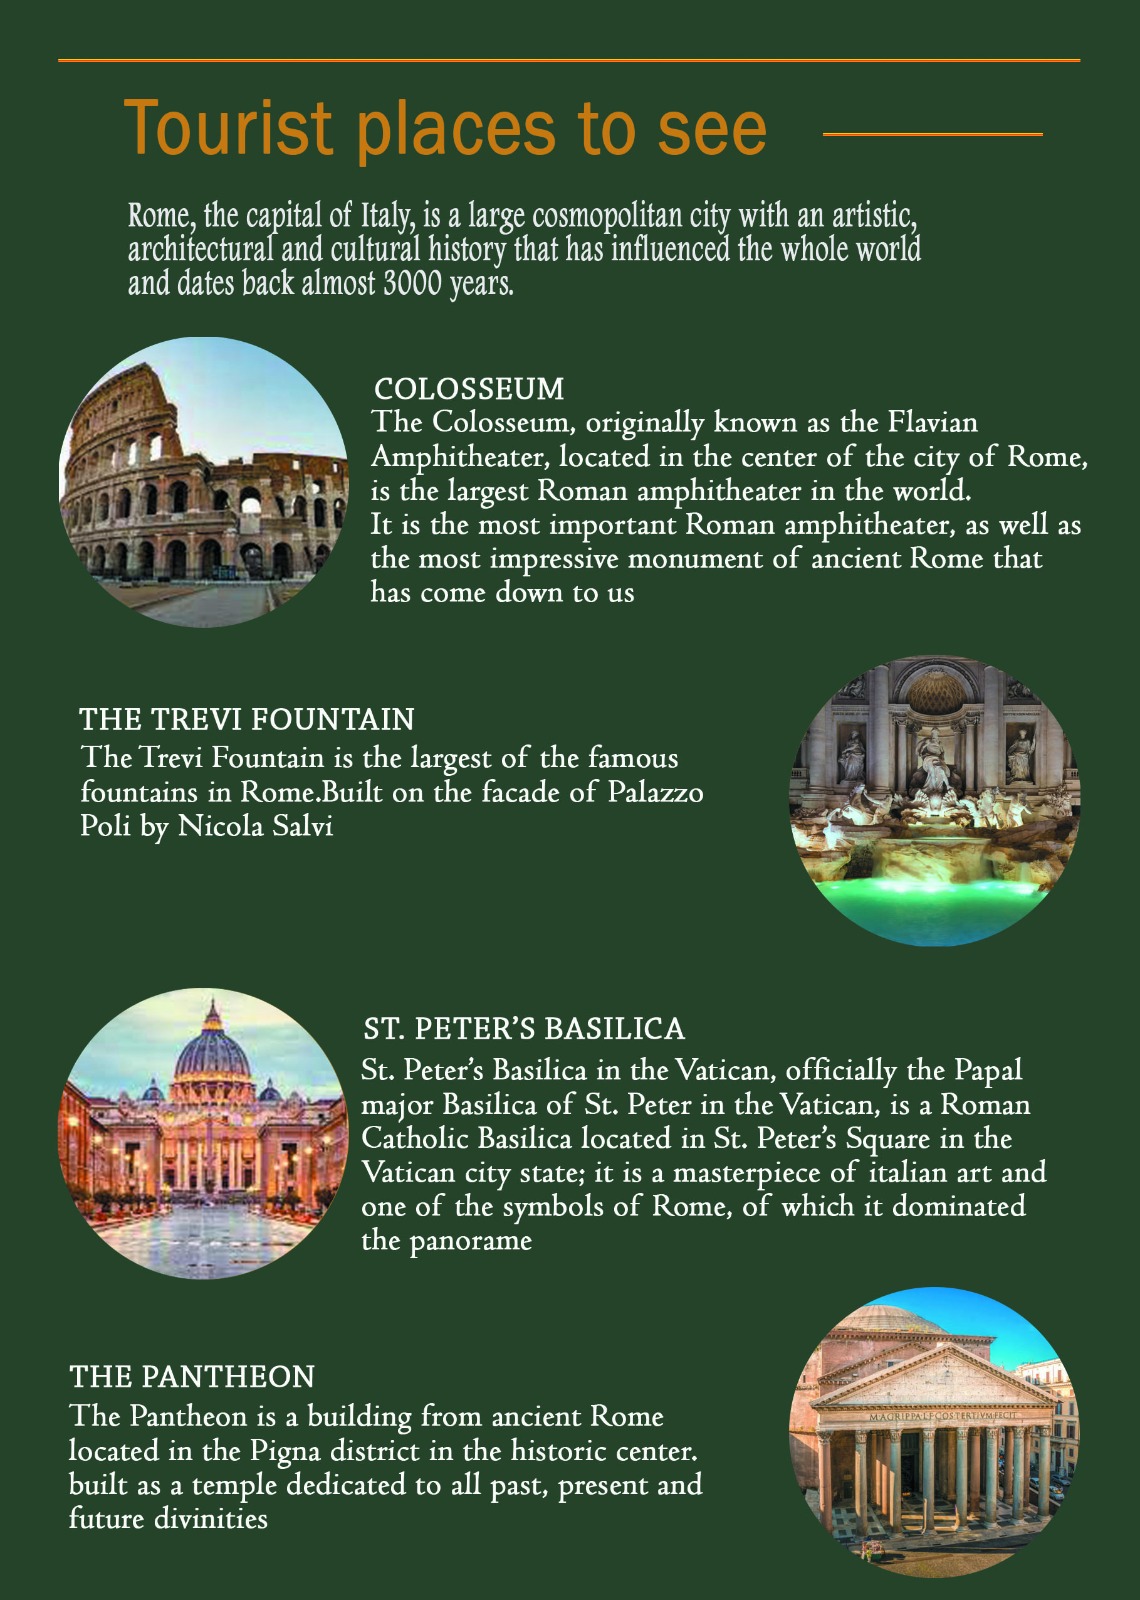 Tourist places to see
Rome, the capital of Italy, is a large cosmopolitan city with an artistic,
architectural and cultural history that has influenced the whole world
and dates back almost 3000 years.
COLOSSEUM
The Colosseum, originally known as the Flavian
Amphitheater, located in the center of the city of Rome,
is the largest Roman amphitheater in the world.
It is the most important Roman amphitheater, as well as
the most impressive monument of ancient Rome that
has come down to us
THE TREVI FOUNTAIN
The Trevi Fountain is the largest of the famous
fountains in Rome.Built on the facade of Palazzo
Poli by Nicola Salvi
ST. PETER’S BASILICA
St. Peter’s Basilica in the Vatican, officially the Papal
major Basilica of St. Peter in the Vatican, is a Roman
Catholic Basilica located in St. Peter’s Square in the
Vatican city state; it is a masterpiece of italian art and
one of the symbols of Rome, of which it dominated
the panorame
M·AGRIPPA·L·F·COS·TERTIVM·FECIT
THE PANTHEON
The Pantheon is a building from ancient Rome
located in the Pigna district in the historic center.
built as a temple dedicated to all past, present and
future divinities